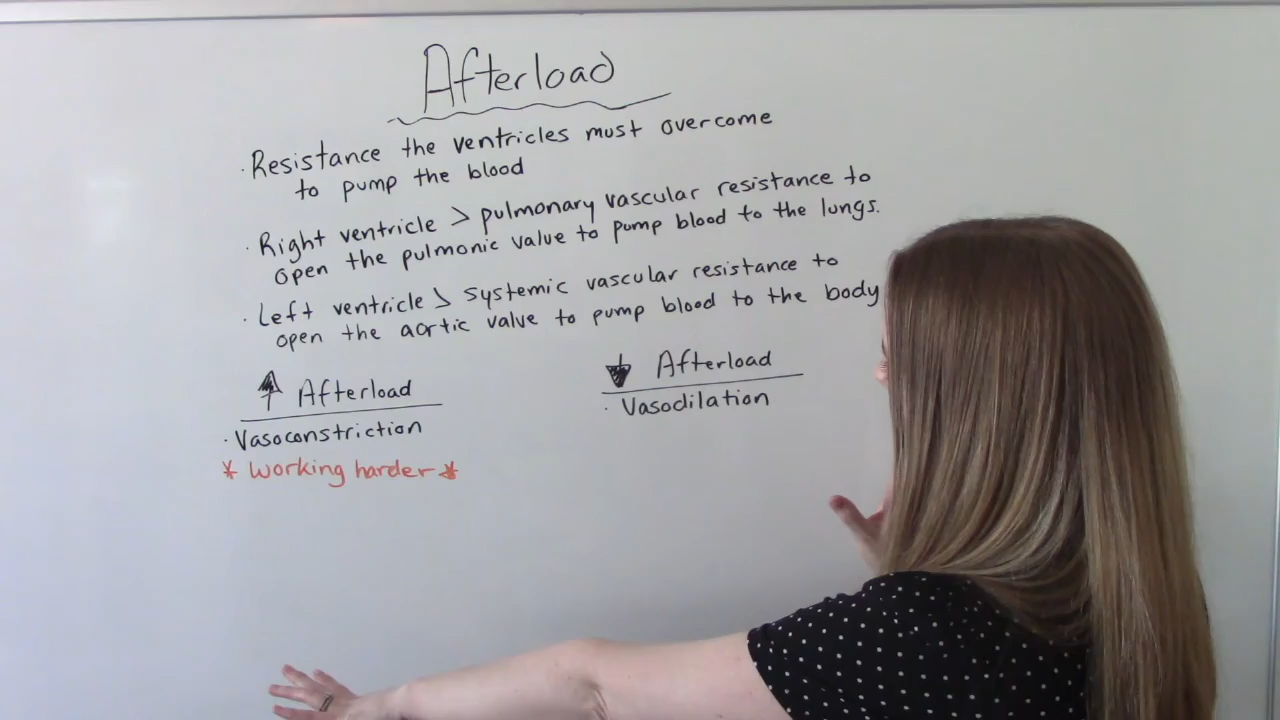 Afterload
· Resistance the ventricles must overcome
to pump the blood
· Right ventricle > pulmonary vascular resistance to
open the pulmonic valve to pump blood to the lungs.
· Left ventricle > systemic vascular resistance to
open the aortic valve to pump blood to the body
↑ Afterload
· Vasoconstriction
* Working harder *
↓ Afterload
· Vasodilation